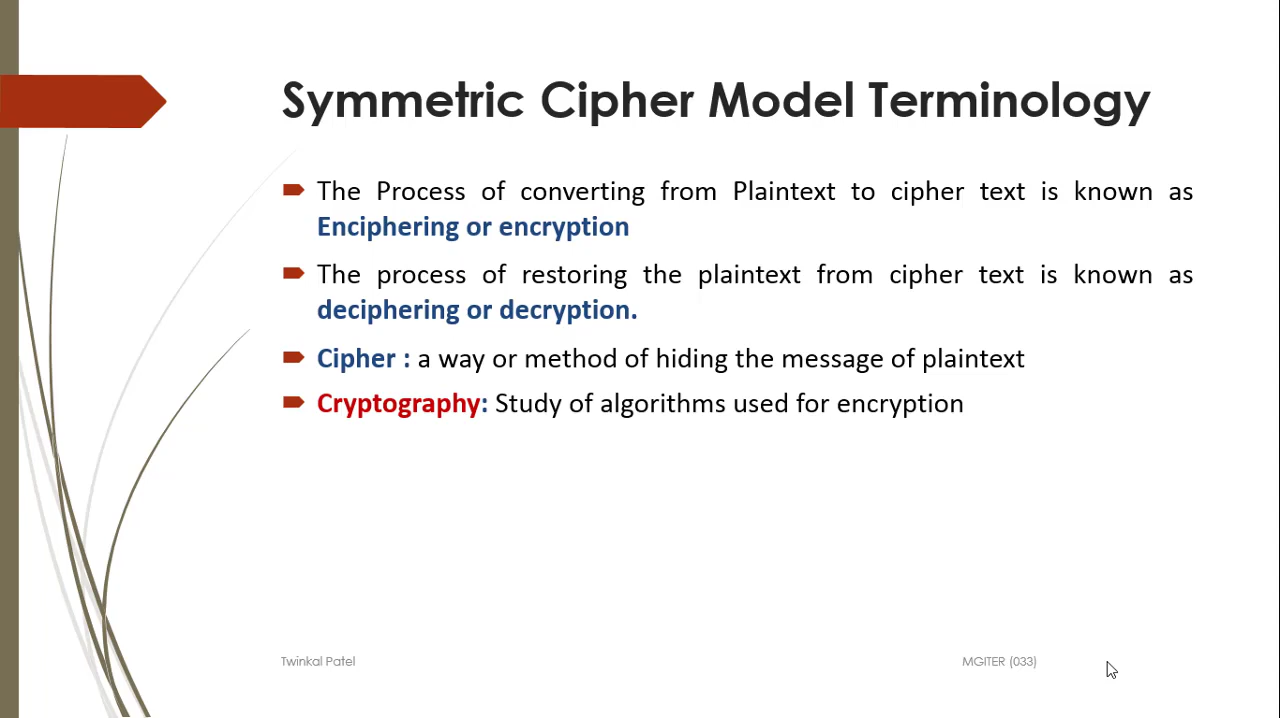 Symmetric Cipher Model Terminology
The Process of converting from Plaintext to cipher text is known as
Enciphering or encryption
The process of restoring the plaintext from cipher text is known as
deciphering or decryption.
Cipher : a way or method of hiding the message of plaintext
Cryptography: Study of algorithms used for encryption
Twinkal Patel
MGITER (033)